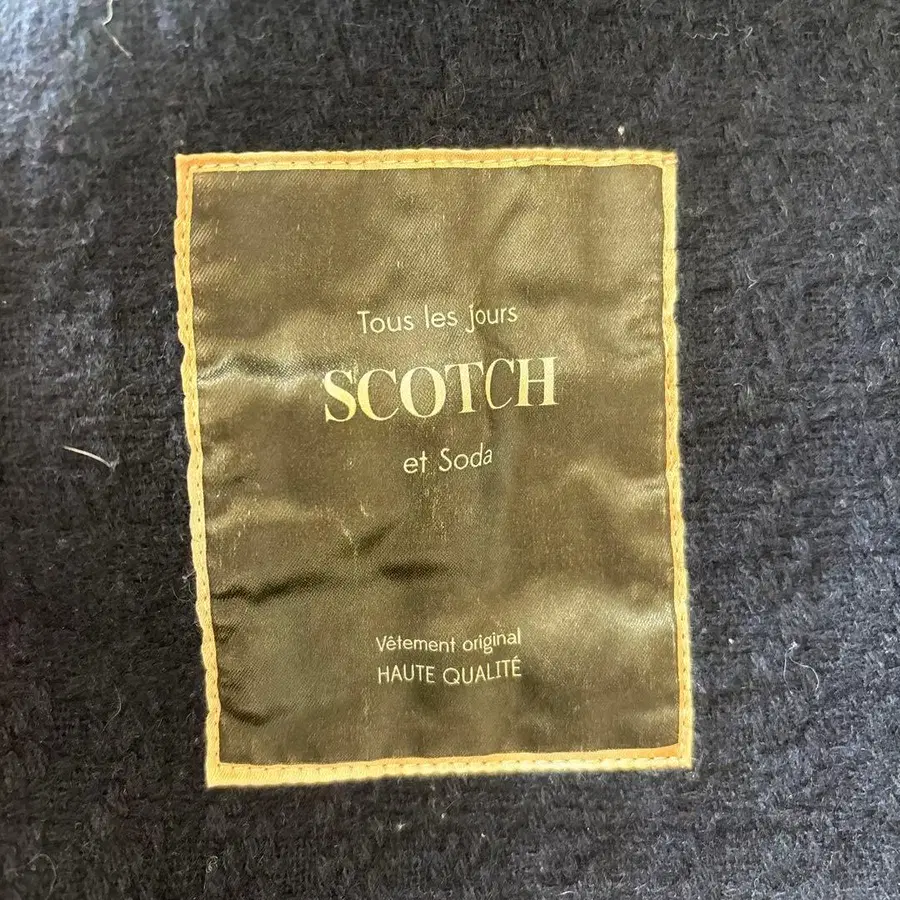 Tous les jours
SCOTCH
et Soda
Vêtement original
HAUTE QUALITÉ